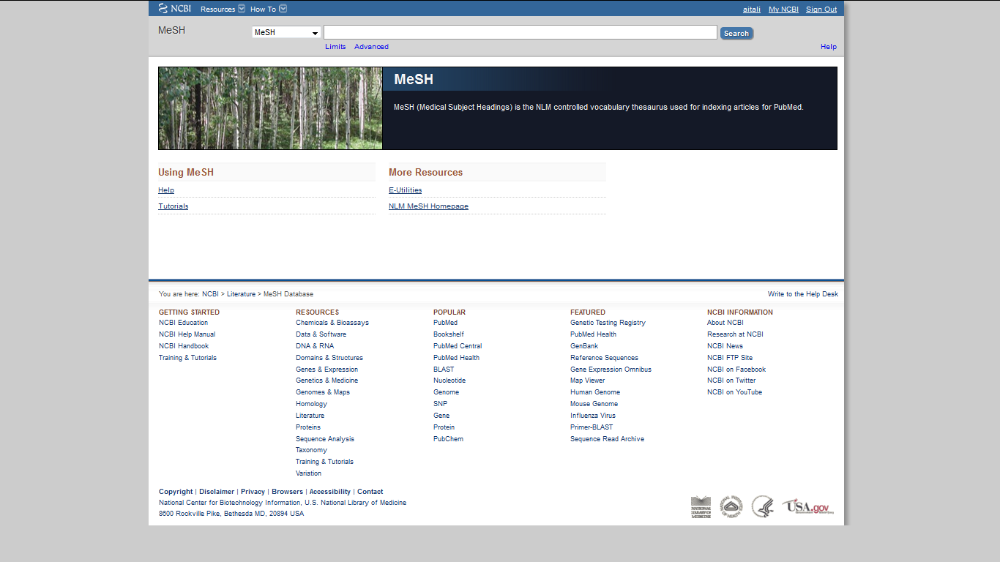 NCBI Resources How To aitali My NCBI Sign Out
MeSH MeSH Search
Limits Advanced Help
MeSH
MeSH (Medical Subject Headings) is the NLM controlled vocabulary thesaurus used for indexing articles for PubMed.
Using MeSH
Help
Tutorials
More Resources
E-Utilities
NLM MeSH Homepage
You are here: NCBI > Literature > MeSH Database Write to the Help Desk
GETTING STARTED
NCBI Education
NCBI Help Manual
NCBI Handbook
Training & Tutorials
RESOURCES
Chemicals & Bioassays
Data & Software
DNA & RNA
Domains & Structures
Genes & Expression
Genetics & Medicine
Genomes & Maps
Homology
Literature
Proteins
Sequence Analysis
Taxonomy
Training & Tutorials
Variation
POPULAR
PubMed
Bookshelf
PubMed Central
PubMed Health
BLAST
Nucleotide
Genome
SNP
Gene
Protein
PubChem
FEATURED
Genetic Testing Registry
PubMed Health
GenBank
Reference Sequences
Gene Expression Omnibus
Map Viewer
Human Genome
Mouse Genome
Influenza Virus
Primer-BLAST
Sequence Read Archive
NCBI INFORMATION
About NCBI
Research at NCBI
NCBI News
NCBI FTP Site
NCBI on Facebook
NCBI on Twitter
NCBI on YouTube
Copyright | Disclaimer | Privacy | Browsers | Accessibility | Contact
National Center for Biotechnology Information, U.S. National Library of Medicine
8600 Rockville Pike, Bethesda MD, 20894 USA
NATIONAL
LIBRARY OF
MEDICINE
NATIONAL INSTITUTES OF HEALTH
USA.gov